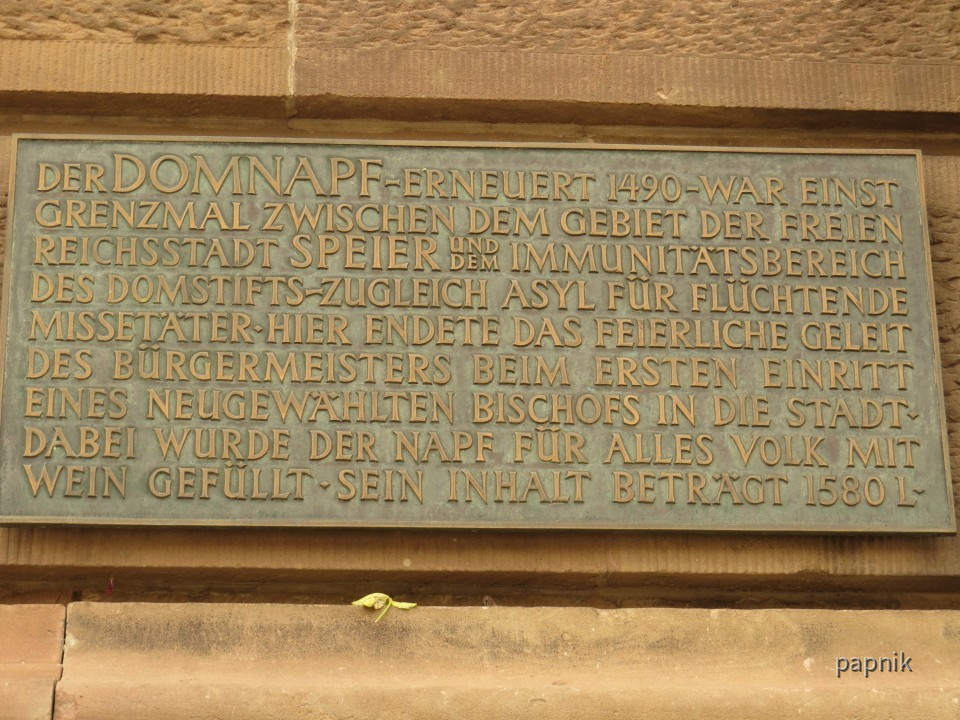 DER DOMNAPF-ERNEUERT 1490-WAR EINST
GRENZMAL ZWISCHEN DEM GEBIET DER FREIEN
REICHSSTADT SPEIER UND DEM IMMUNITÄTSBEREICH
DES DOMSTIFTS-ZUGLEICH ASYL FÜR FLÜCHTENDE
MISSETÄTER·HIER ENDETE DAS FEIERLICHE GELEIT
DES BÜRGERMEISTERS BEIM ERSTEN EINRITT
EINES NEUGEWÄHLTEN BISCHOFS IN DIE STADT-
DABEI WURDE DER NAPF FÜR ALLES VOLK MIT
WEIN GEFÜLLT·SEIN INHALT BETRÄGT 1580 L-
papnik